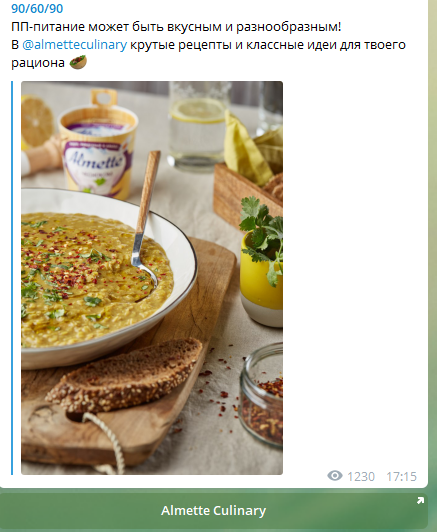 90/60/90
ПП-питание может быть вкусным и разнообразным!
В @almetteculinary крутые рецепты и классные идеи для твоего
рациона 🥙
Almette
1230 17:15
Almette Culinary